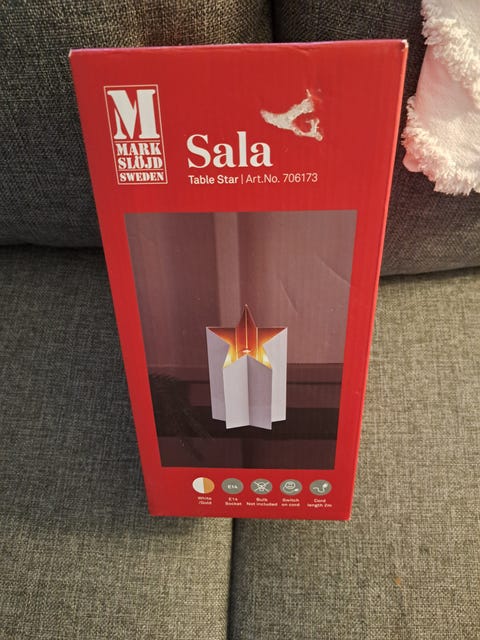 M
MARK
SLÖJD
SWEDEN
Sala
Table Star | Art.No. 706173
White
/Gold
E14
E14
Socket
Bulb
Not included
Switch
on cord
Cord
length 2m